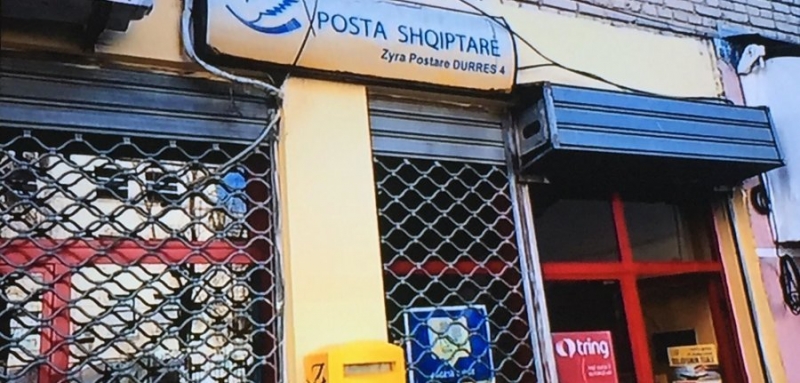 POSTA SHQIPTARE
Zyra Postare DURRES 4
tring